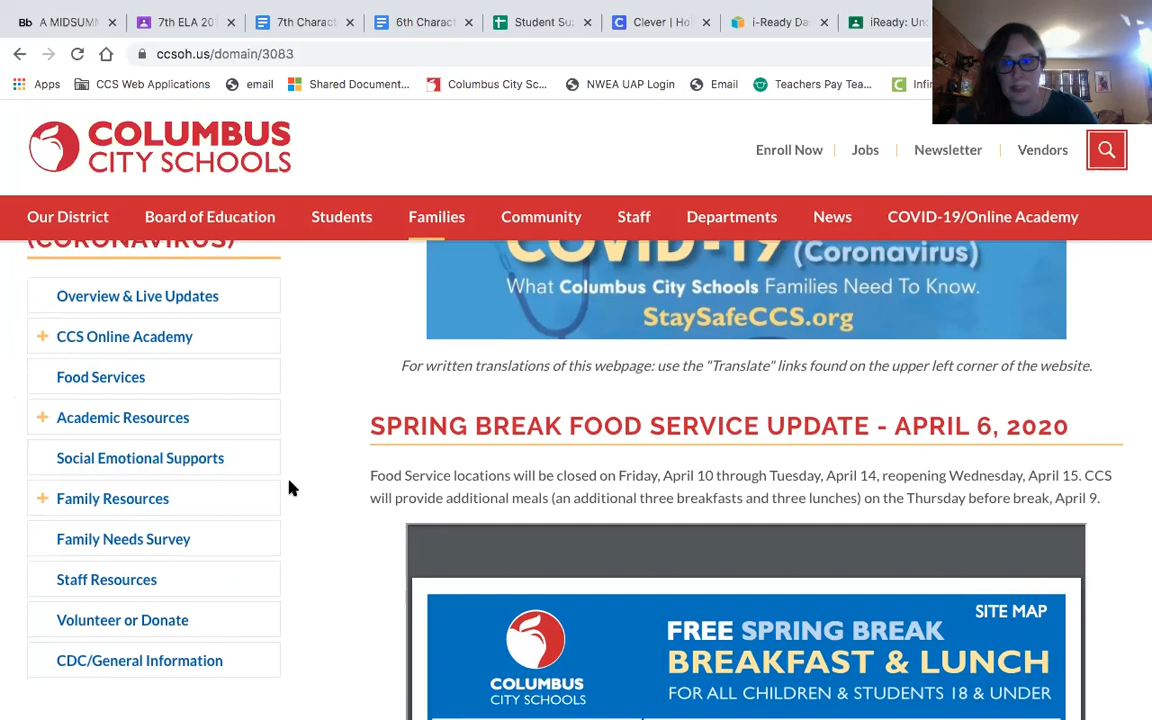 Bb A MIDSUMM
7th ELA 20
7th Charact
6th Charac
Student Su
Clever | Ho
i-Ready Da
iReady: Un
ccsoh.us/domain/3083
Apps
CCS Web Applications
email
Shared Document...
Columbus City Sc...
NWEA UAP Login
Email
Teachers Pay Tea...
Infi
COLUMBUS
CITY SCHOOLS
Enroll Now
Jobs
Newsletter
Vendors
Our District
Board of Education
Students
Families
Community
Staff
Departments
News
COVID-19/Online Academy
(CORONAVIRUS)
Overview & Live Updates
CCS Online Academy
Food Services
Academic Resources
Social Emotional Supports
Family Resources
Family Needs Survey
Staff Resources
Volunteer or Donate
CDC/General Information
COVID-19 (Coronavirus)
What Columbus City Schools Families Need To Know.
StaySafeCCS.org
For written translations of this webpage: use the "Translate" links found on the upper left corner of the website.
SPRING BREAK FOOD SERVICE UPDATE - APRIL 6, 2020
Food Service locations will be closed on Friday, April 10 through Tuesday, April 14, reopening Wednesday, April 15. CCS
will provide additional meals (an additional three breakfasts and three lunches) on the Thursday before break, April 9.
SITE MAP
COLUMBUS
CITY SCHOOLS
FREE SPRING BREAK
BREAKFAST & LUNCH
FOR ALL CHILDREN & STUDENTS 18 & UNDER